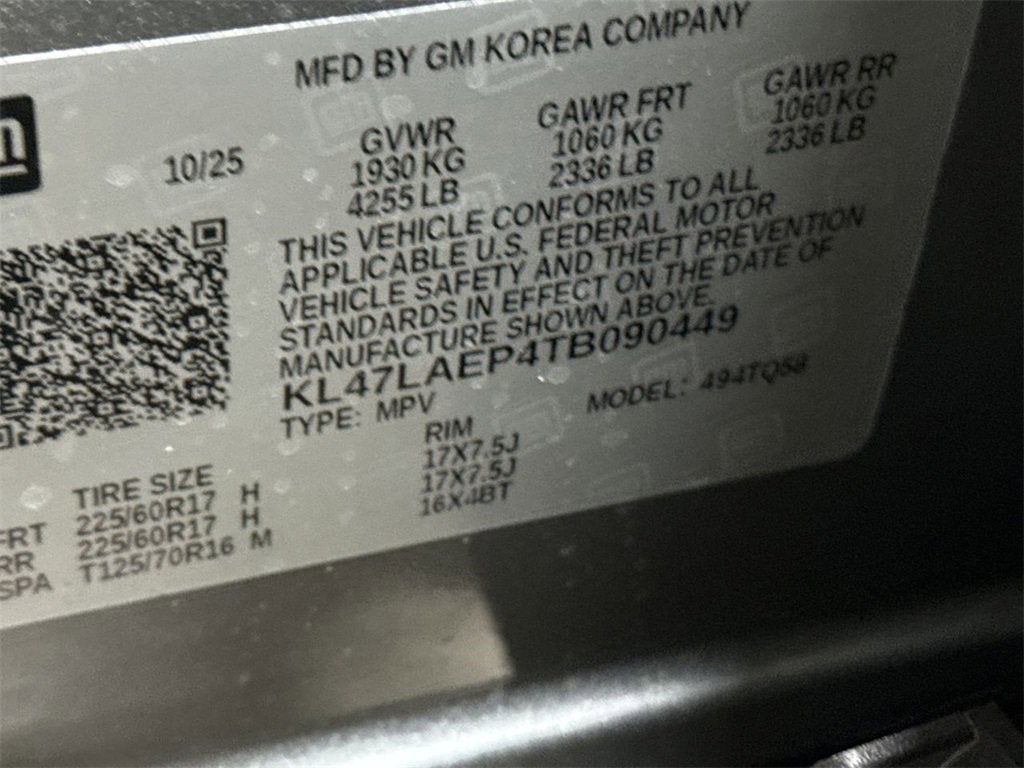 MFD BY GM KOREA COMPANY
10/25
GVWR GAWR FRT GAWR RR
1930 KG 1060 KG 1060 KG
4255 LB 2336 LB 2336 LB
THIS VEHICLE CONFORMS TO ALL
APPLICABLE U.S. FEDERAL MOTOR
VEHICLE SAFETY AND THEFT PREVENTION
STANDARDS IN EFFECT ON THE DATE OF
MANUFACTURE SHOWN ABOVE.
KL47LAEP4TB090449
TYPE: MPV MODEL: 494TQ58
TIRE SIZE RIM
FRT 225/60R17 H 17X7.5J
RR 225/60R17 H 17X7.5J
SPA T125/70R16 M 16X4BT